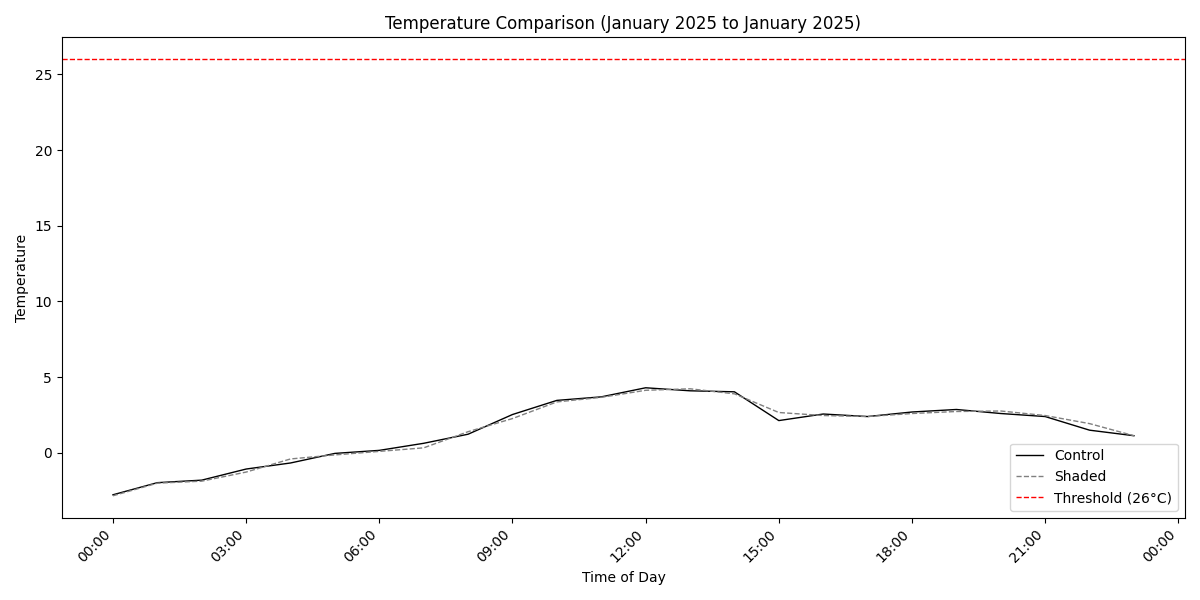 Temperature Comparison (January 2025 to January 2025)
Temperature
25
20
15
10
5
0
00:00
03:00
06:00
09:00
12:00
15:00
18:00
21:00
00:00
Time of Day
Control
Shaded
Threshold (26°C)